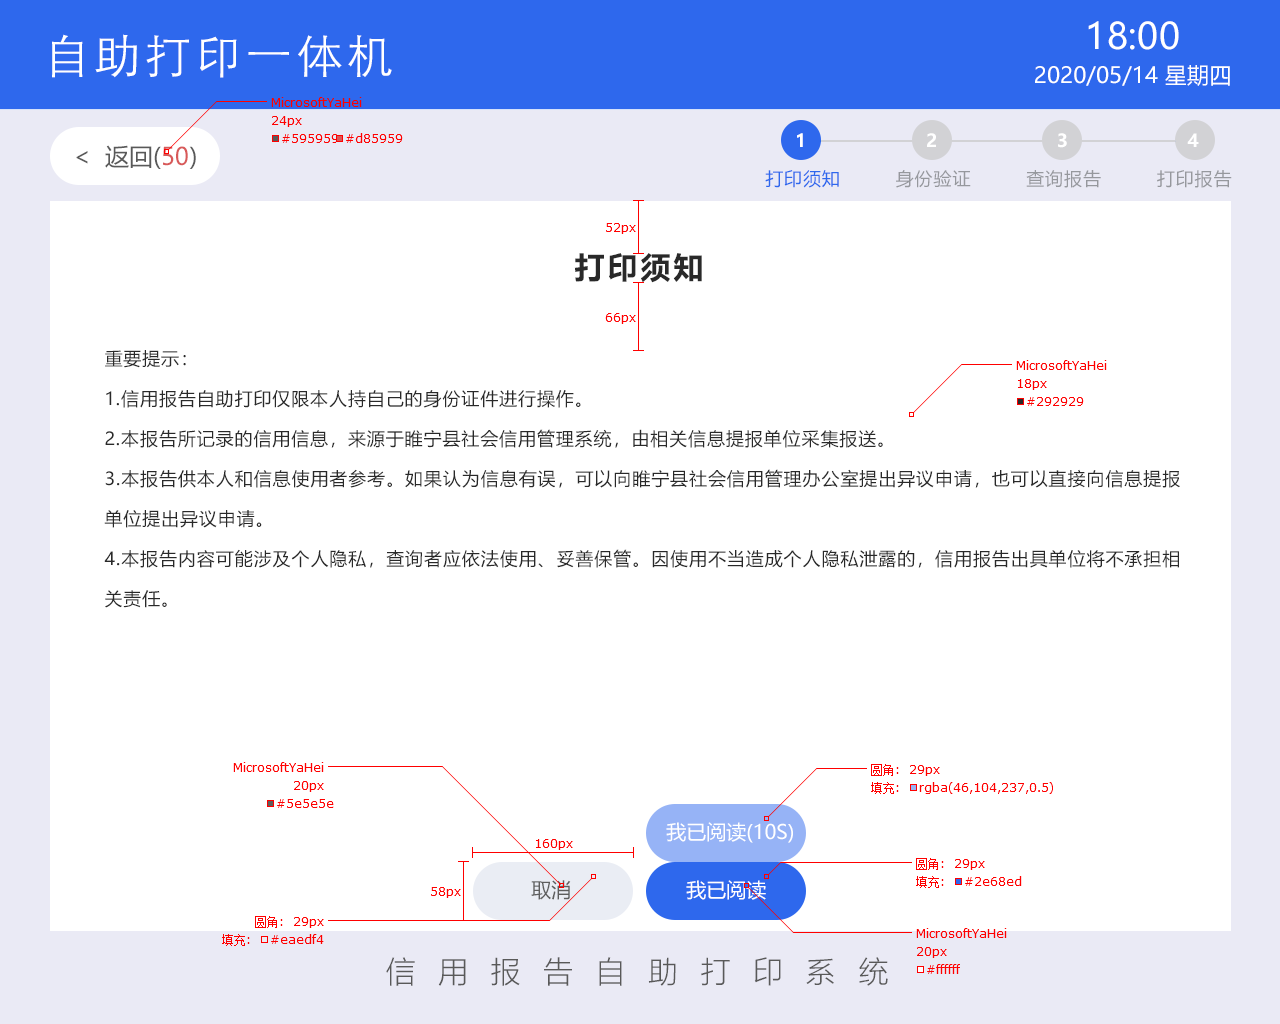 自助打印一体机
18:00
2020/05/14 星期四
MicrosoftYaHei
24px
#595959 #d85959
< 返回(50)
1 2 3 4
打印须知 身份验证 查询报告 打印报告
52px
打印须知
66px
重要提示：
MicrosoftYaHei
18px
#292929
1.信用报告自助打印仅限本人持自己的身份证件进行操作。
2.本报告所记录的信用信息，来源于睢宁县社会信用管理系统，由相关信息提报单位采集报送。
3.本报告供本人和信息使用者参考。如果认为信息有误，可以向睢宁县社会信用管理办公室提出异议申请，也可以直接向信息提报
单位提出异议申请。
4.本报告内容可能涉及个人隐私，查询者应依法使用、妥善保管。因使用不当造成个人隐私泄露的，信用报告出具单位将不承担相
关责任。
MicrosoftYaHei
20px
#5e5e5e
圆角： 29px
填充： rgba(46,104,237,0.5)
我已阅读(10S)
160px
58px
取消
我已阅读
圆角： 29px
填充： #2e68ed
圆角： 29px
填充： #eaedf4
MicrosoftYaHei
20px
#ffffff
信用报告自助打印系统